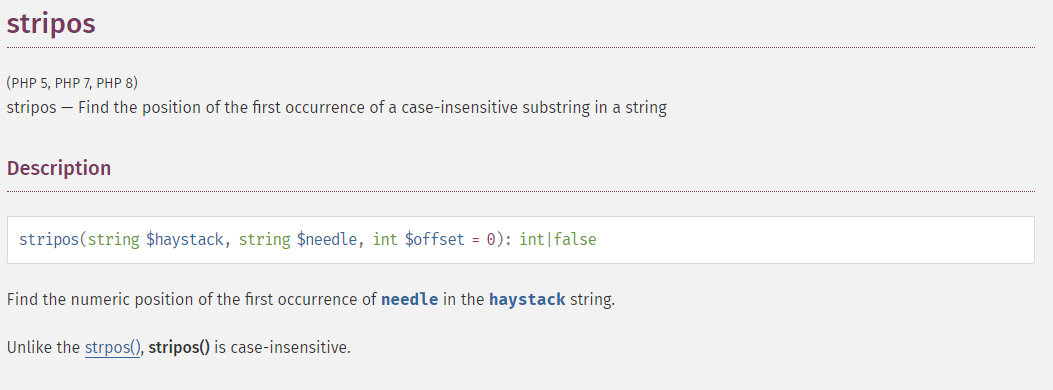 stripos
(PHP 5, PHP 7, PHP 8)
stripos — Find the position of the first occurrence of a case-insensitive substring in a string
Description
stripos(string $haystack, string $needle, int $offset = 0): int|false
Find the numeric position of the first occurrence of needle in the haystack string.
Unlike the strpos(), stripos() is case-insensitive.